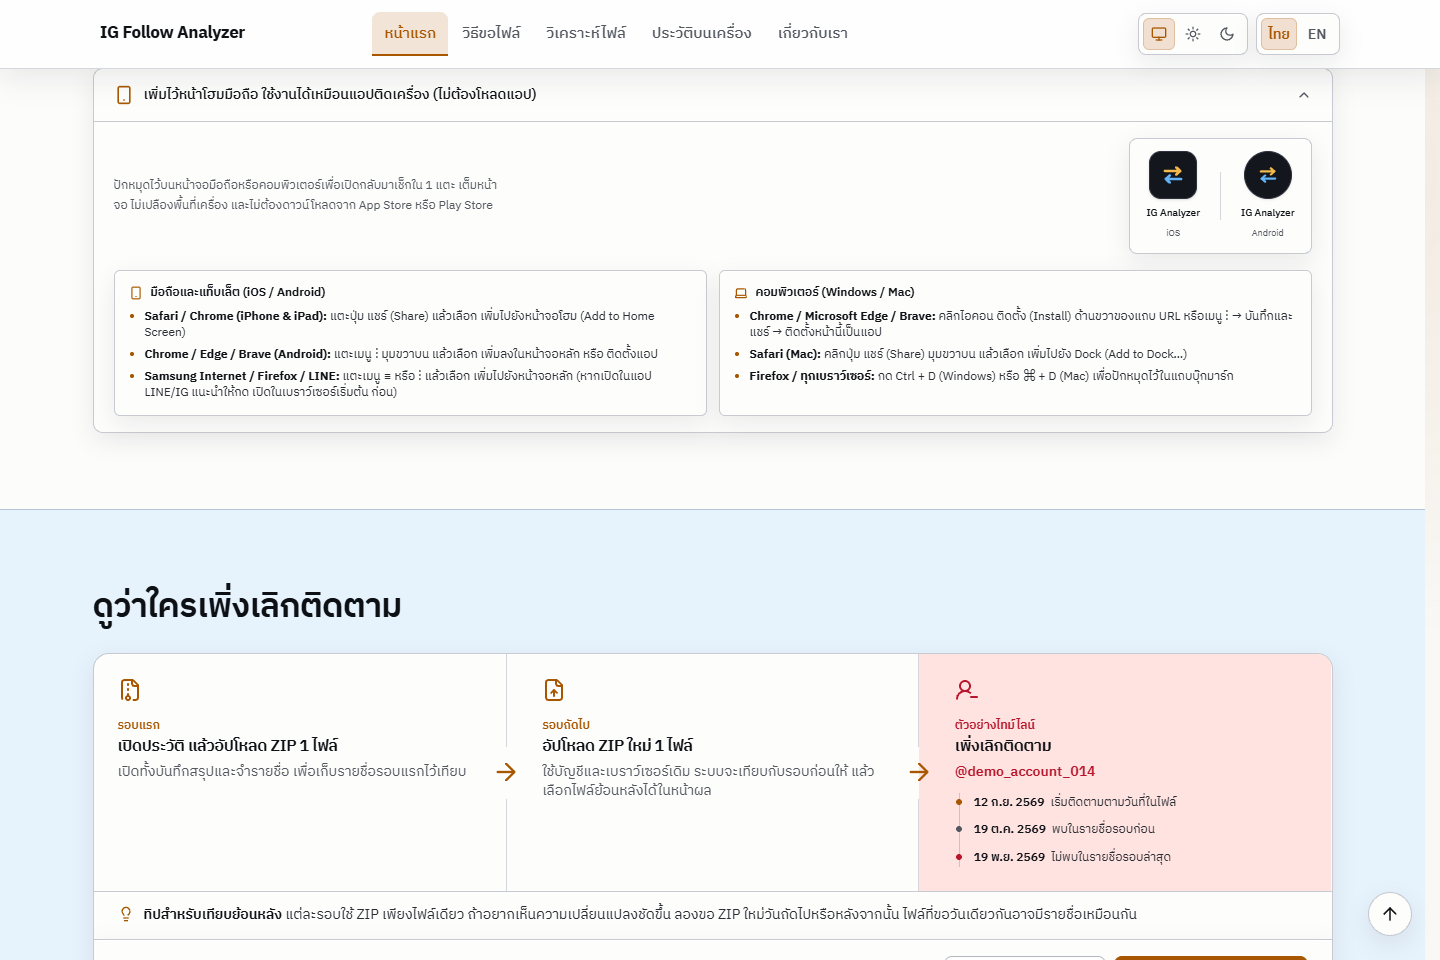 IG Follow Analyzer
หน้าแรก
วิธีขอไฟล์
วิเคราะห์ไฟล์
ประวัติบนเครื่อง
เกี่ยวกับเรา
ไทย
EN
เพิ่มไว้หน้าโฮมมือถือ ใช้งานได้เหมือนแอปติดเครื่อง (ไม่ต้องโหลดแอป)
ปักหมุดไว้บนหน้าจอมือถือหรือคอมพิวเตอร์เพื่อเปิดกลับมาเช็กใน 1 แตะ เต็มหน้า
จอ ไม่เปลืองพื้นที่เครื่อง และไม่ต้องดาวน์โหลดจาก App Store หรือ Play Store
IG Analyzer
iOS
IG Analyzer
Android
มือถือและแท็บเล็ต (iOS / Android)
• Safari / Chrome (iPhone & iPad): แตะปุ่ม แชร์ (Share) แล้วเลือก เพิ่มไปยังหน้าจอโฮม (Add to Home
Screen)
• Chrome / Edge / Brave (Android): แตะเมนู ⋮ มุมขวาบน แล้วเลือก เพิ่มลงในหน้าจอหลัก หรือ ติดตั้งแอป
• Samsung Internet / Firefox / LINE: แตะเมนู ≡ หรือ ⋮ แล้วเลือก เพิ่มไปยังหน้าจอหลัก (หากเปิดในแอป
LINE/IG แนะนำให้กด เปิดในเบราว์เซอร์เริ่มต้น ก่อน)
คอมพิวเตอร์ (Windows / Mac)
• Chrome / Microsoft Edge / Brave: คลิกไอคอน ติดตั้ง (Install) ด้านขวาของแถบ URL หรือเมนู ⋮ → บันทึกและ
แชร์ → ติดตั้งหน้านี้เป็นแอป
• Safari (Mac): คลิกปุ่ม แชร์ (Share) มุมขวาบน แล้วเลือก เพิ่มไปยัง Dock (Add to Dock...)
• Firefox / ทุกเบราว์เซอร์: กด Ctrl + D (Windows) หรือ ⌘ + D (Mac) เพื่อปักหมุดไว้ในแถบบุ๊กมาร์ก
ดูว่าใครเพิ่งเลิกติดตาม
รอบแรก
เปิดประวัติ แล้วอัปโหลด ZIP 1 ไฟล์
เปิดทั้งบันทึกสรุปและจำรายชื่อ เพื่อเก็บรายชื่อรอบแรกไว้เทียบ
รอบถัดไป
อัปโหลด ZIP ใหม่ 1 ไฟล์
ใช้บัญชีและเบราว์เซอร์เดิม ระบบจะเทียบกับรอบก่อนให้ แล้ว
เลือกไฟล์ย้อนหลังได้ในหน้าผล
ตัวอย่างไทม์ไลน์
เพิ่งเลิกติดตาม
@demo_account_014
12 ก.ย. 2569 เริ่มติดตามตามวันที่ในไฟล์
19 ต.ค. 2569 พบในรายชื่อรอบก่อน
19 พ.ย. 2569 ไม่พบในรายชื่อรอบล่าสุด
ทิปสำหรับเทียบย้อนหลัง แต่ละรอบใช้ ZIP เพียงไฟล์เดียว ถ้าอยากเห็นความเปลี่ยนแปลงชัดขึ้น ลองขอ ZIP ใหม่วันถัดไปหรือหลังจากนั้น ไฟล์ที่ขอวันเดียวกันอาจมีรายชื่อเหมือนกัน